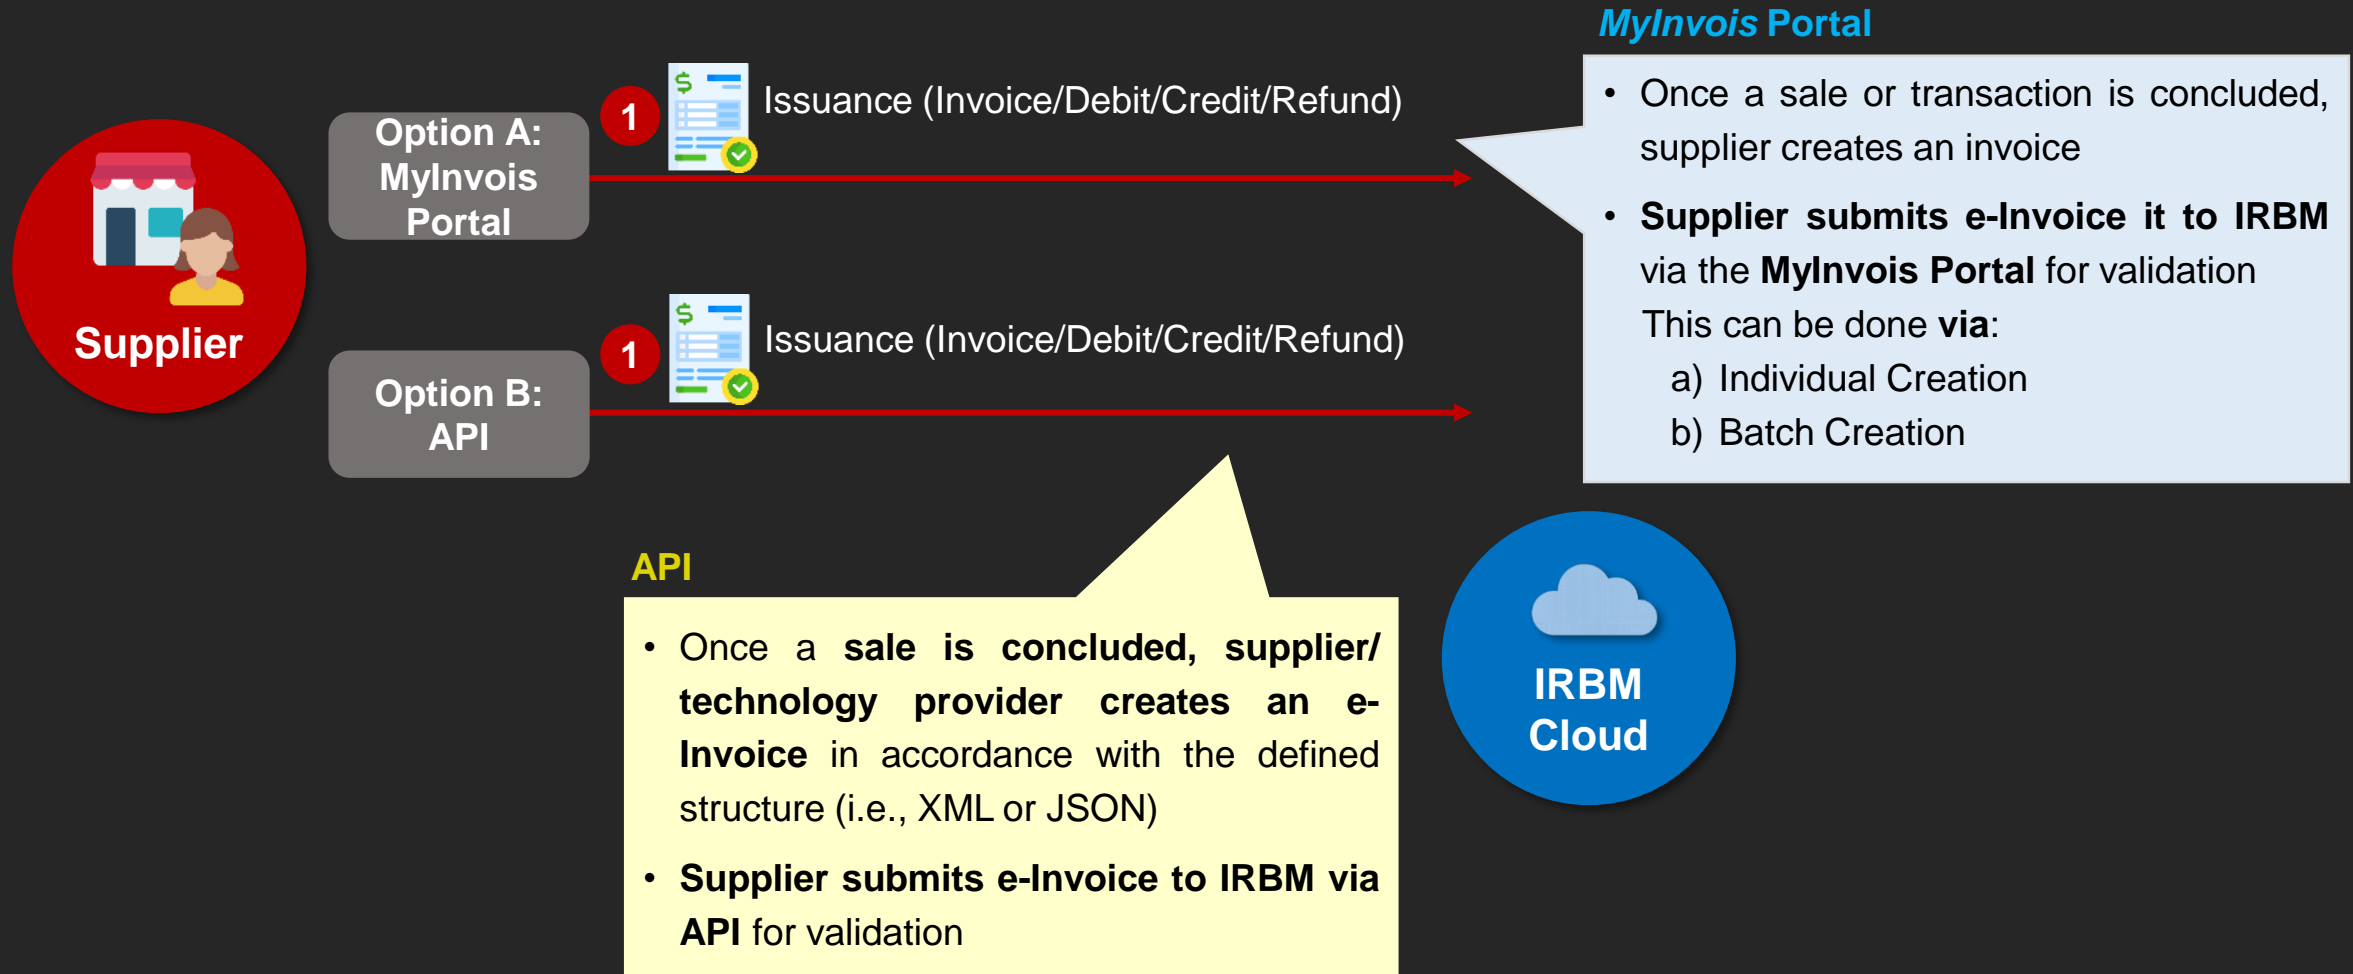 MyInvois Portal
1
Issuance (Invoice/Debit/Credit/Refund)
Option A:
MyInvois
Portal
Supplier
1
Issuance (Invoice/Debit/Credit/Refund)
Option B:
API
• Once a sale or transaction is concluded,
supplier creates an invoice
• Supplier submits e-Invoice it to IRBM
via the MyInvois Portal for validation
This can be done via:
a) Individual Creation
b) Batch Creation
API
• Once a sale is concluded, supplier/
technology provider creates an e-
Invoice in accordance with the defined
structure (i.e., XML or JSON)
• Supplier submits e-Invoice to IRBM via
API for validation
IRBM
Cloud